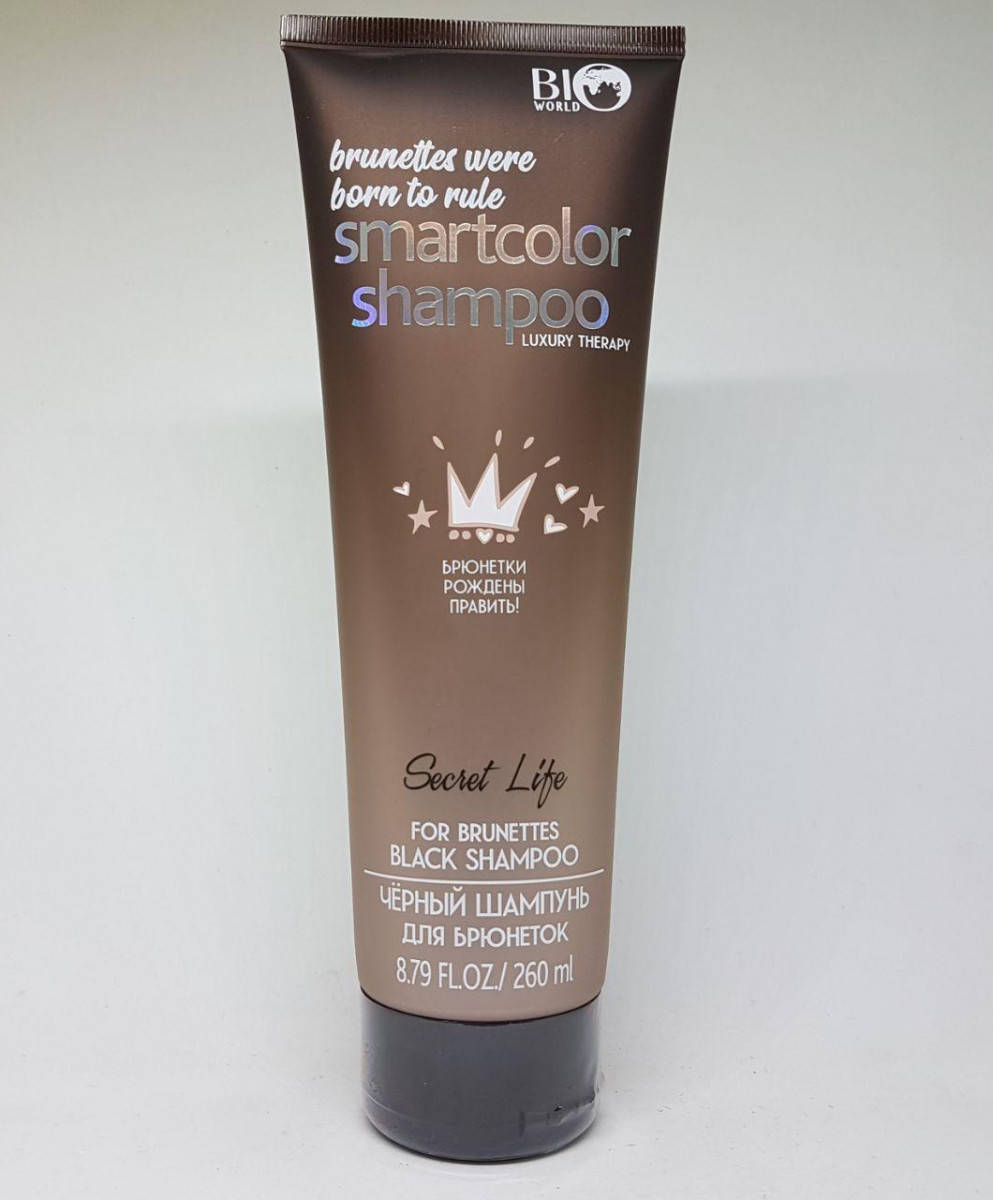 BIO
WORLD
brunettes were
born to rule
smartcolor
shampoo
LUXURY THERAPY
БРЮНЕТКИ
РОЖДЕНЫ
ПРАВИТЬ!
Secret Life
FOR BRUNETTES
BLACK SHAMPOO
ЧЁРНЫЙ ШАМПУНЬ
ДЛЯ БРЮНЕТОК
8.79 FL.OZ./ 260 ml